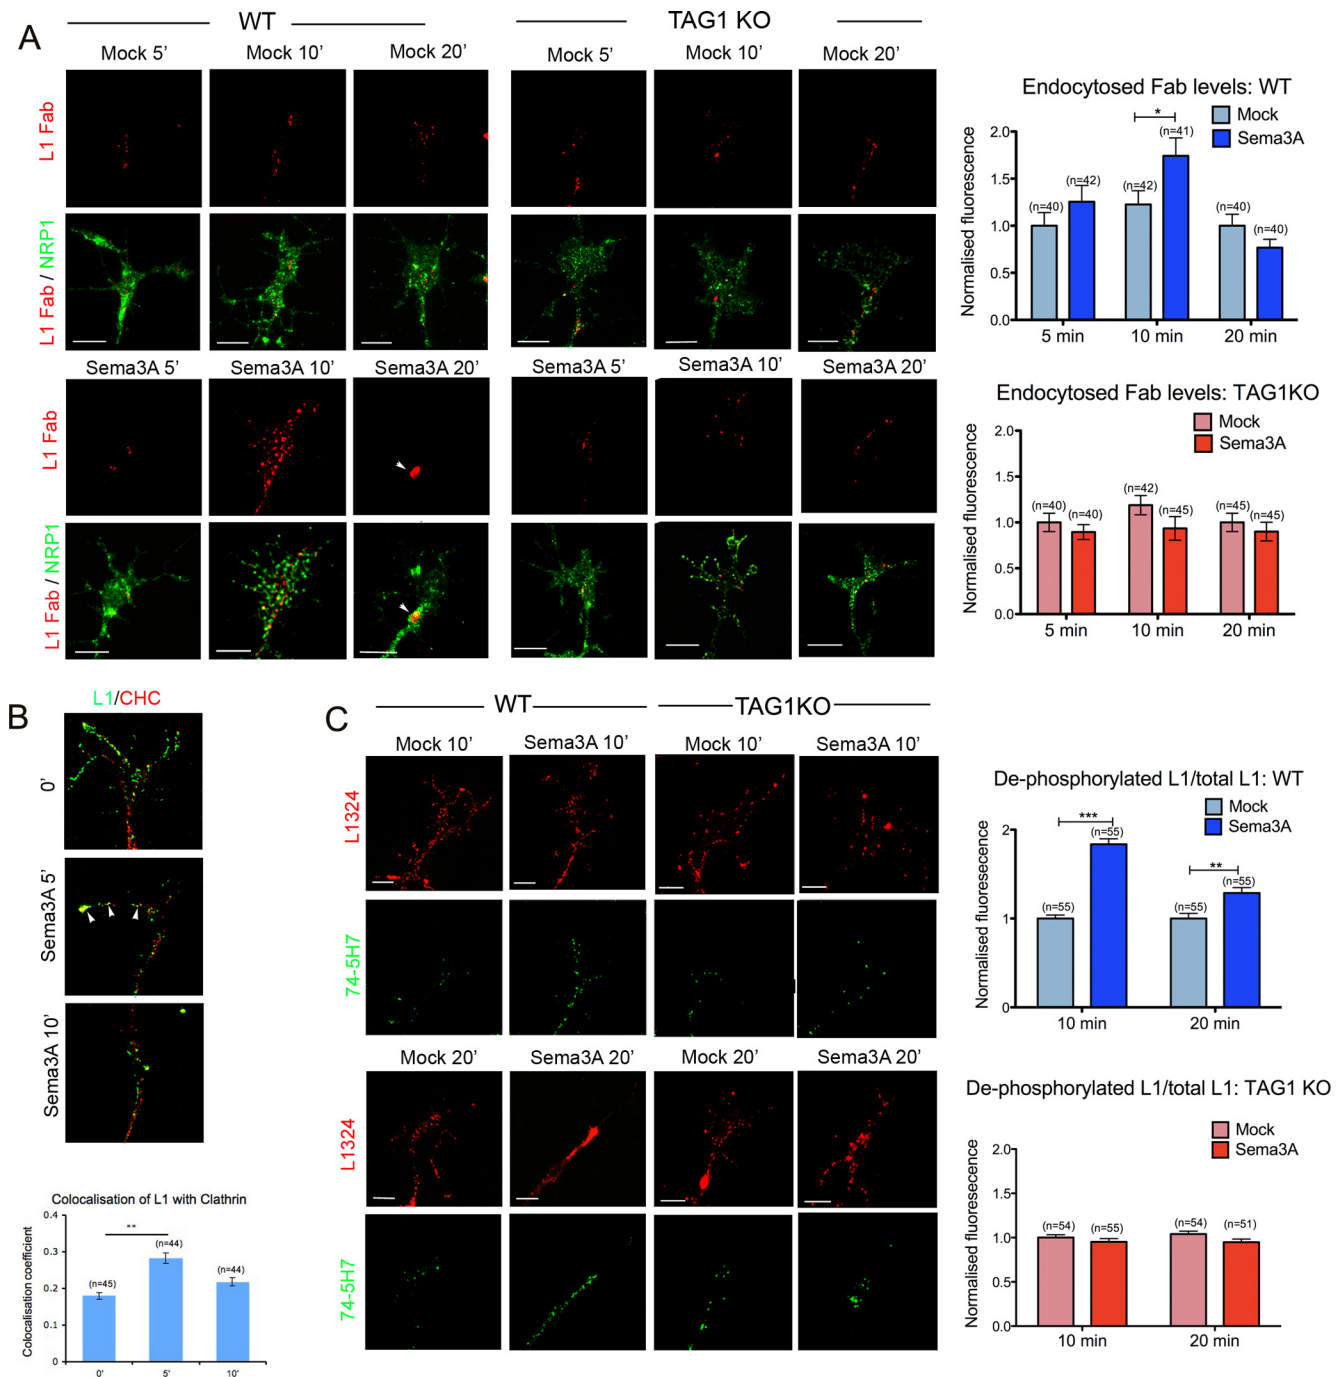 A
WT
TAG1 KO
Mock 5’
Mock 10’
Mock 20’
Mock 5’
Mock 10’
Mock 20’
L1 Fab
L1 Fab / NRP1
Sema3A 5’
Sema3A 10’
Sema3A 20’
Sema3A 5’
Sema3A 10’
Sema3A 20’
L1 Fab
L1 Fab / NRP1
Endocytosed Fab levels: WT
Mock
Sema3A
Normalised fluorescence
2.0
1.5
1.0
0.5
0.0
(n=40)
(n=42)
(n=42)
*
(n=41)
(n=40)
(n=40)
5 min
10 min
20 min
Endocytosed Fab levels: TAG1KO
Mock
Sema3A
Normalised fluorescence
2.0
1.5
1.0
0.5
0.0
(n=40)
(n=40)
(n=42)
(n=45)
(n=45)
(n=45)
5 min
10 min
20 min
B
L1/CHC
0’
Sema3A 5’
Sema3A 10’
Colocalisation of L1 with Clathrin
Colocalisation coefficient
0.4
0.3
0.2
0.1
0
(n=45)
**
(n=44)
(n=44)
0'
5'
10'
C
WT
TAG1KO
Mock 10’
Sema3A 10’
Mock 10’
Sema3A 10’
L1324
74-5H7
Mock 20’
Sema3A 20’
Mock 20’
Sema3A 20’
L1324
74-5H7
De-phosphorylated L1/total L1: WT
Mock
Sema3A
Normalised fluoresecence
2
1
0
(n=55)
***
(n=55)
(n=55)
**
(n=55)
10 min
20 min
De-phosphorylated L1/total L1: TAG1 KO
Mock
Sema3A
Normalised fluorescence
2.0
1.5
1.0
0.5
0.0
(n=54)
(n=55)
(n=54)
(n=51)
10 min
20 min